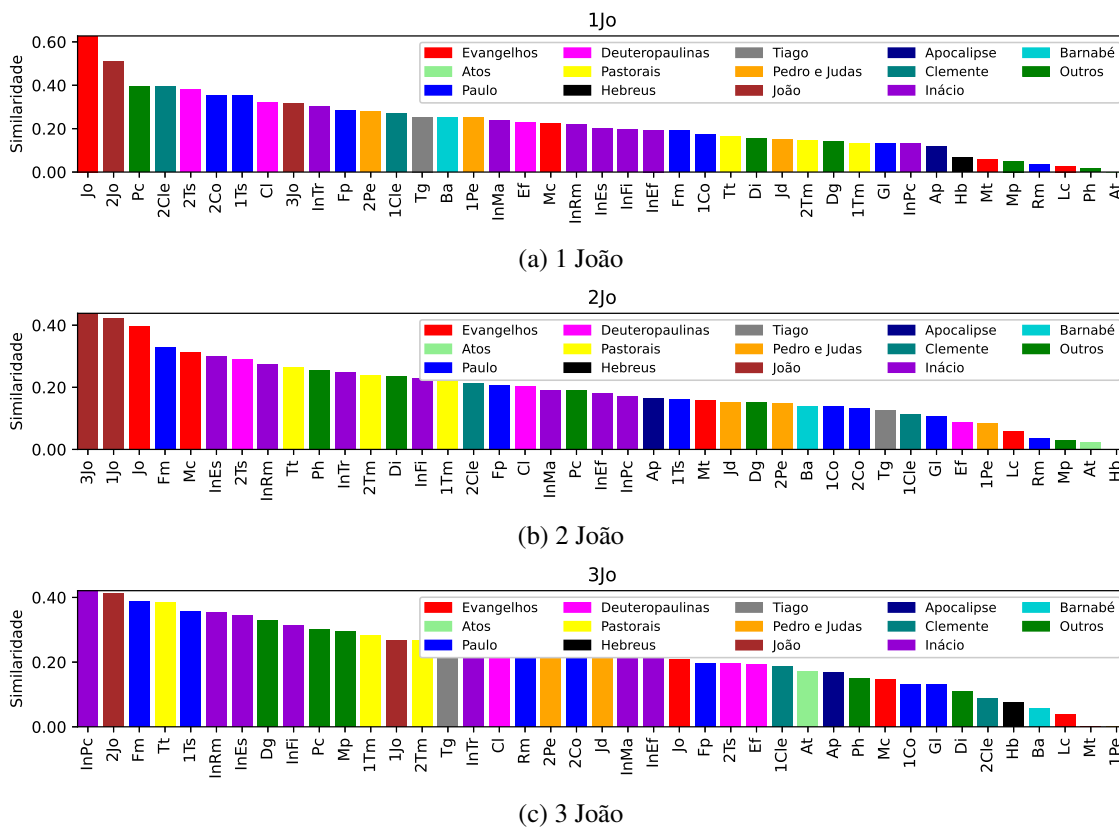 1Jo
0.60
0.40
0.20
0.00
Similaridade
Evangelhos Deuteropaulinas Tiago Apocalipse Barnabé
Atos Pastorais Pedro e Judas Clemente Outros
Paulo Hebreus João Inácio
Jo 2Jo Pc 2Cle 2Ts 2Co 1Ts Cl 3Jo InTr Fp 2Pe 1Cle Tg Ba 1Pe InMa Ef Mc InRm InEs InFi InEf Fm 1Co Tt Di Jd 2Tm Dg 1Tm Gl InPc Ap Hb Mt Mp Rm Lc Ph At
(a) 1 João
2Jo
0.40
0.20
0.00
Similaridade
Evangelhos Deuteropaulinas Tiago Apocalipse Barnabé
Atos Pastorais Pedro e Judas Clemente Outros
Paulo Hebreus João Inácio
3Jo 1Jo Jo Fm Mc InEs 2Ts InRm Tt Ph InTr 2Tm Di InFi 1Tm 2Cle Fp Cl InMa Pc InEf InPc Ap 1Ts Mt Jd Dg 2Pe Ba 1Co 2Co Tg 1Cle Gl Ef 1Pe Lc Rm Mp At Hb
(b) 2 João
3Jo
0.40
0.20
0.00
Similaridade
Evangelhos Deuteropaulinas Tiago Apocalipse Barnabé
Atos Pastorais Pedro e Judas Clemente Outros
Paulo Hebreus João Inácio
InPc 2Jo Fm Tt 1Ts InRm InEs Dg InFi Pc Mp 1Tm 1Jo 2Tm Tg InTr Cl Rm 2Pe 2Co Jd InMa InEf Jo Fp 2Ts Ef 1Cle At Ap Ph Mc 1Co Gl Di 2Cle Hb Ba Lc Mt 1Pe
(c) 3 João